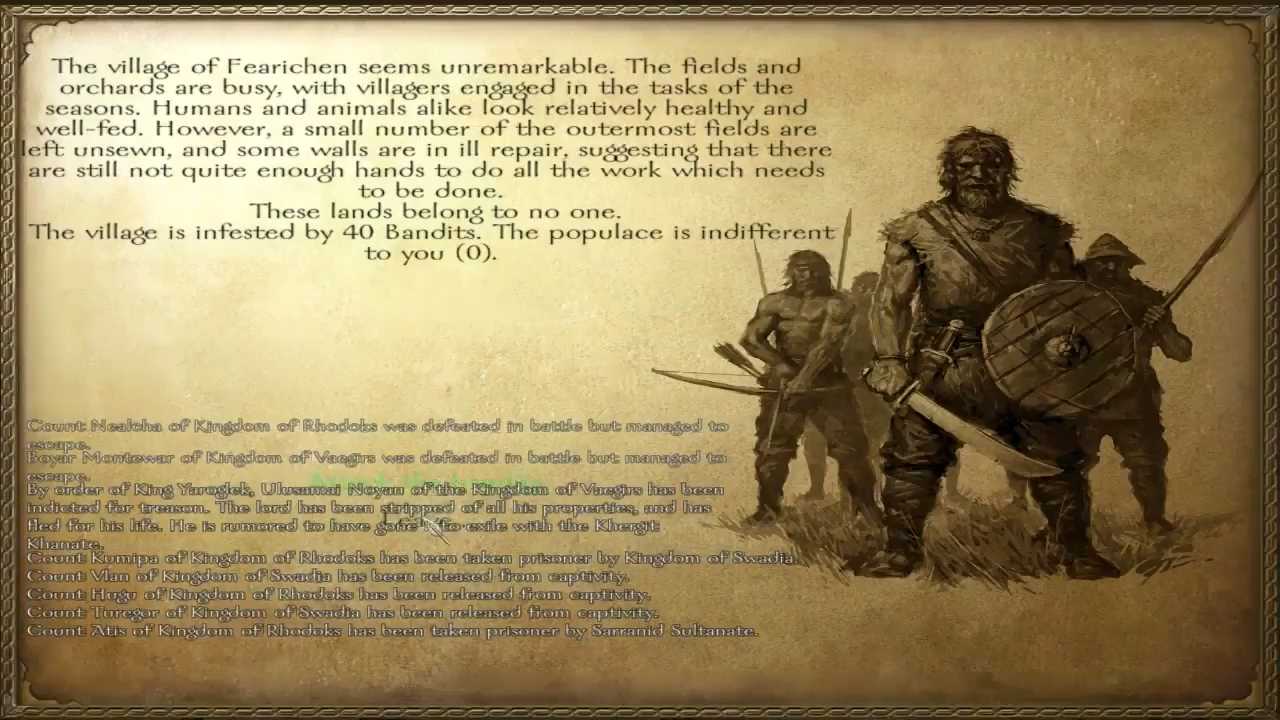 The village of Fearichen seems unremarkable. The fields and
orchards are busy, with villagers engaged in the tasks of the
seasons. Humans and animals alike look relatively healthy and
well-fed. However, a small number of the outermost fields are
left unsewn, and some walls are in ill repair, suggesting that there
are still not quite enough hands to do all the work which needs
to be done.
These lands belong to no one.
The village is infested by 40 Bandits. The populace is indifferent
to you (0).
Count Nealcha of Kingdom of Rhodoks was defeated in battle but managed to
escape.
Boyar Montewar of Kingdom of Vaegirs was defeated in battle but managed to
escape.
By order of King Yaroglek, Ulusamai Noyan of the Kingdom of Vaegirs has been
indicted for treason. The lord has been stripped of all his properties, and has
fled for his life. He is rumored to have gone into exile with the Khergit
Khanate.
Count Kumipa of Kingdom of Rhodoks has been taken prisoner by Kingdom of Swadia.
Count Vlan of Kingdom of Swadia has been released from captivity.
Count Hugu of Kingdom of Rhodoks has been released from captivity.
Count Turegor of Kingdom of Swadia has been released from captivity.
Count Atis of Kingdom of Rhodoks has been taken prisoner by Sarranid Sultanate.